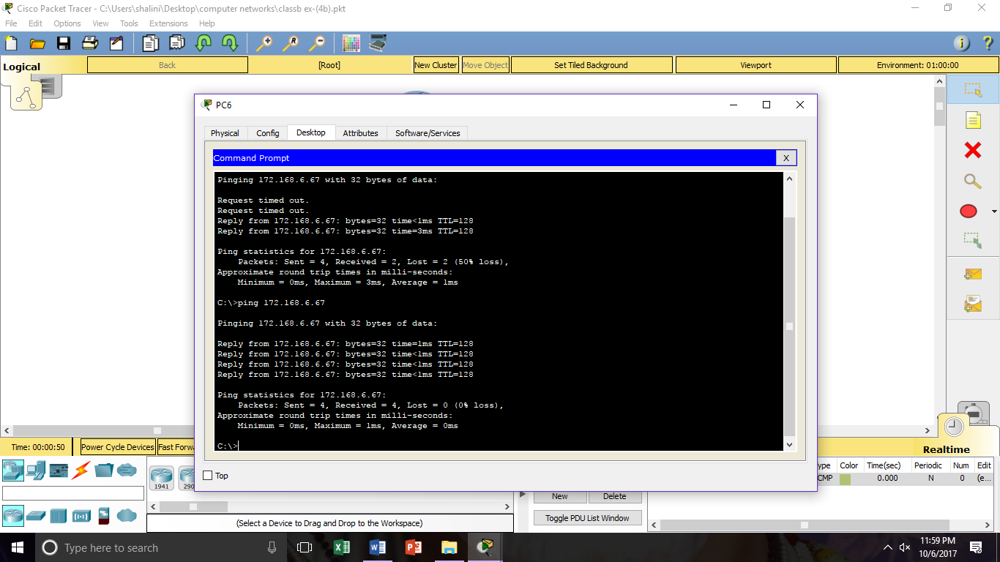 Cisco Packet Tracer - C:\Users\shalini\Desktop\computer networks\classb ex-(4b).pkt
File Edit Options View Tools Extensions Help
Logical
Back
[Root]
New Cluster
Move Object
Set Tiled Background
Viewport
Environment: 01:00:00
PC6
Physical Config Desktop Attributes Software/Services
Command Prompt
X
Pinging 172.168.6.67 with 32 bytes of data:
Request timed out.
Request timed out.
Reply from 172.168.6.67: bytes=32 time<1ms TTL=128
Reply from 172.168.6.67: bytes=32 time=3ms TTL=128
Ping statistics for 172.168.6.67:
Packets: Sent = 4, Received = 2, Lost = 2 (50% loss),
Approximate round trip times in milli-seconds:
Minimum = 0ms, Maximum = 3ms, Average = 1ms
C:\>ping 172.168.6.67
Pinging 172.168.6.67 with 32 bytes of data:
Reply from 172.168.6.67: bytes=32 time=1ms TTL=128
Reply from 172.168.6.67: bytes=32 time<1ms TTL=128
Reply from 172.168.6.67: bytes=32 time<1ms TTL=128
Reply from 172.168.6.67: bytes=32 time<1ms TTL=128
Ping statistics for 172.168.6.67:
Packets: Sent = 4, Received = 4, Lost = 0 (0% loss),
Approximate round trip times in milli-seconds:
Minimum = 0ms, Maximum = 1ms, Average = 0ms
C:\>
Top
Time: 00:00:50
Power Cycle Devices
Fast Forwa
Realtime
1941
290
ype Color Time(sec) Periodic Num Edit
CMP 0.000 N 0 (e...
New
Delete
Toggle PDU List Window
(Select a Device to Drag and Drop to the Workspace)
Type here to search
11:59 PM
10/6/2017